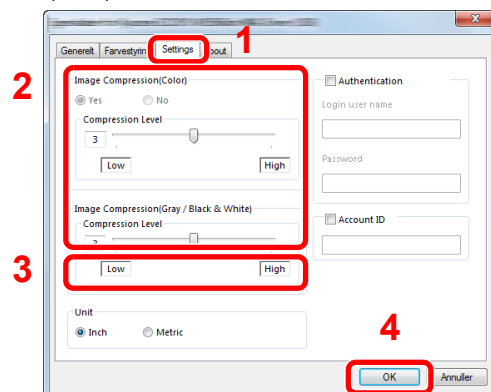 1
Generelt Farvestyrin Settings out
2
Image Compression(Color)
Yes No
Compression Level
3
Low High
Image Compression(Gray / Black & White)
Compression Level
3
Low High
Unit
Inch Metric
Authentication
Login user name
Password
Account ID
4
OK Annuller